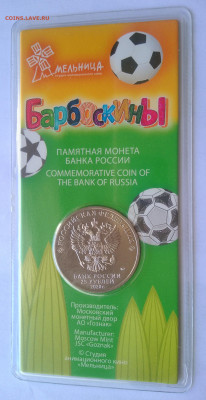 СОИН.LAVE.RU
Мельница
Барбоскины
ПАМЯТНАЯ МОНЕТА
БАНКА РОССИИ
COMMEMORATIVE COIN OF
THE BANK OF RUSSIA
РОССИЙСКАЯ ФЕДЕРАЦИЯ
БАНК РОССИИ
25 РУБЛЕЙ
Производитель:
Московский
монетный двор
АО «Гознак»
Manufacturer:
Moscow Mint
JSC «Goznak»
© Студия
анимационного кино
«Мельница»